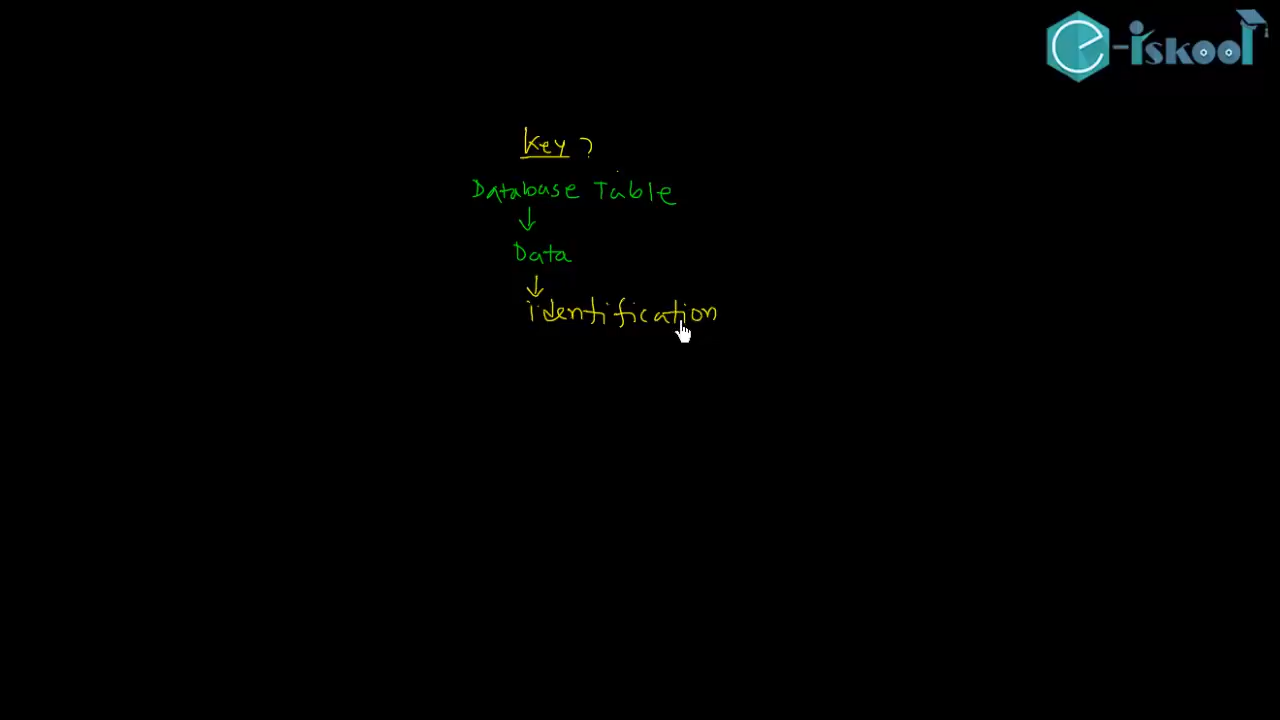 e-iskool
Key ?
Database Table
↓
Data
↓
identification